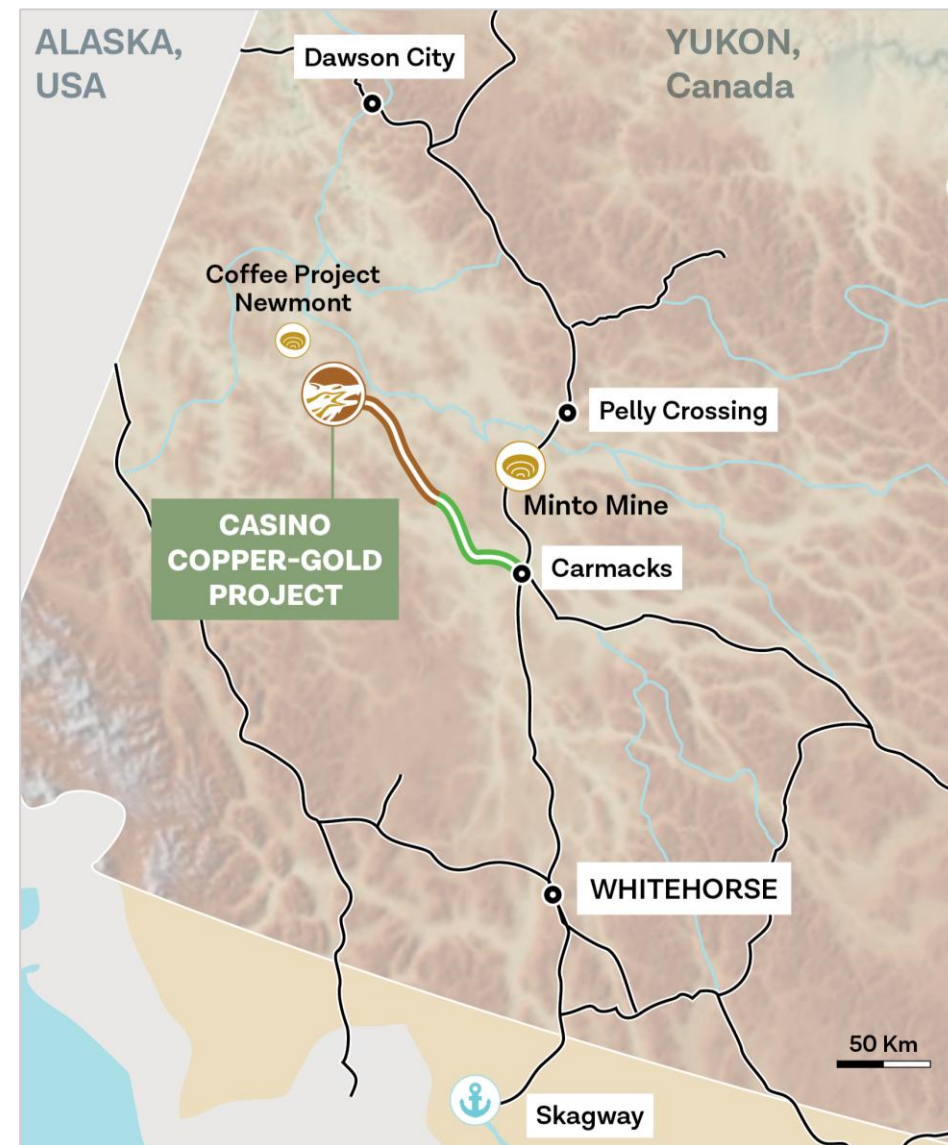 ALASKA,
USA
YUKON,
Canada
Dawson City
Coffee Project
Newmont
Pelly Crossing
Minto Mine
CASINO
COPPER-GOLD
PROJECT
Carmacks
WHITEHORSE
50 Km
Skagway